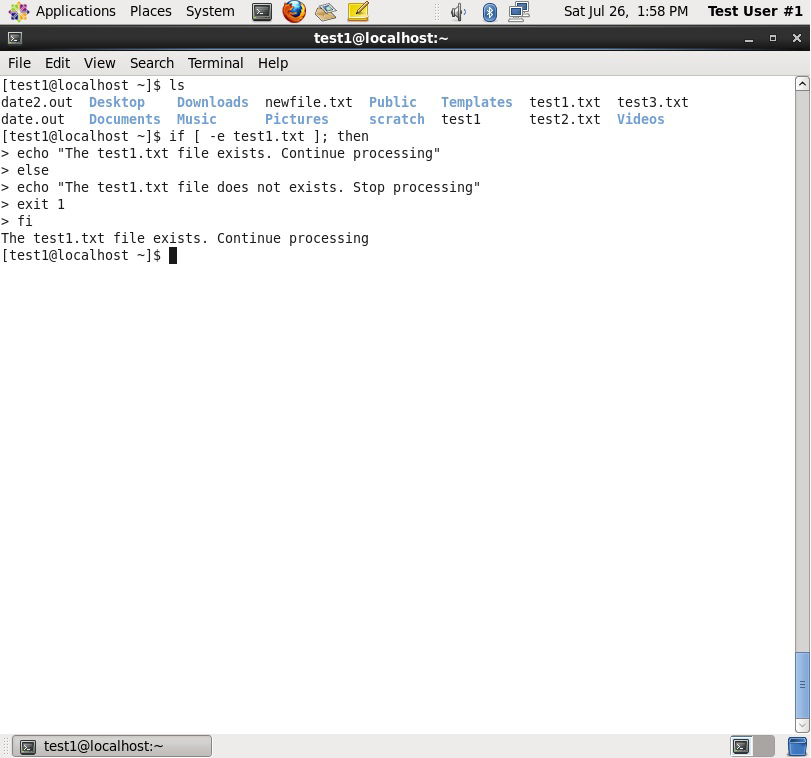 Applications Places System Sat Jul 26, 1:58 PM Test User #1
test1@localhost:~
File Edit View Search Terminal Help
[test1@localhost ~]$ ls
date2.out Desktop Downloads newfile.txt Public Templates test1.txt test3.txt
date.out Documents Music Pictures scratch test1 test2.txt Videos
[test1@localhost ~]$ if [ -e test1.txt ]; then
> echo "The test1.txt file exists. Continue processing"
> else
> echo "The test1.txt file does not exists. Stop processing"
> exit 1
> fi
The test1.txt file exists. Continue processing
[test1@localhost ~]$
test1@localhost:~